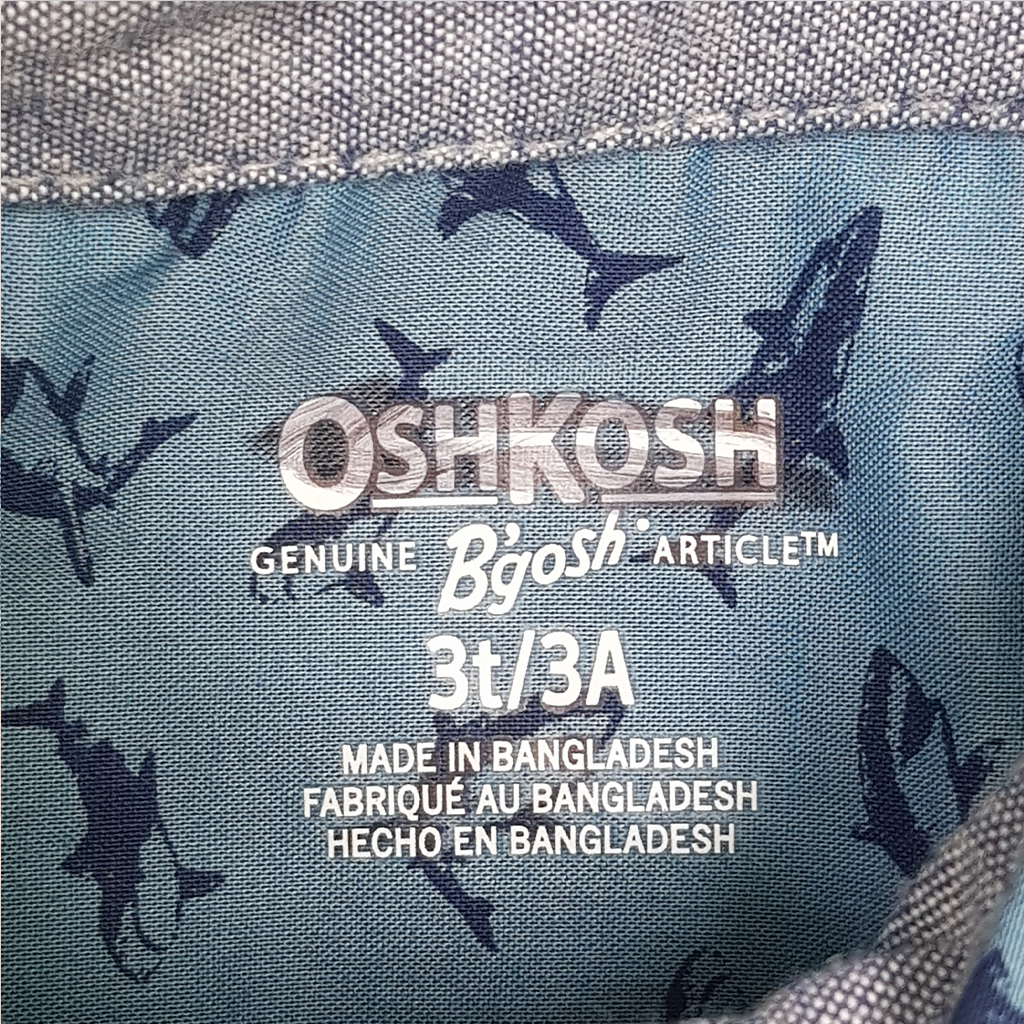 OSHKOSH
GENUINE B'gosh ARTICLE™
3t/3A
MADE IN BANGLADESH
FABRIQUÉ AU BANGLADESH
HECHO EN BANGLADESH